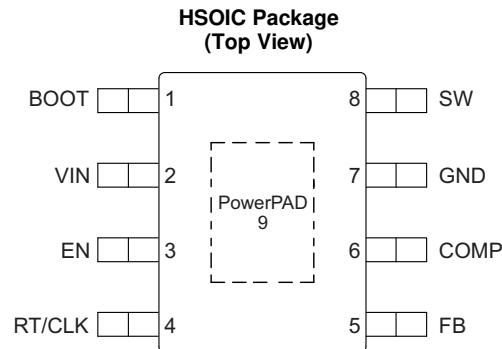 HSOIC Package
(Top View)
BOOT 1 8 SW
VIN 2 7 GND
PowerPAD
9
EN 3 6 COMP
RT/CLK 4 5 FB